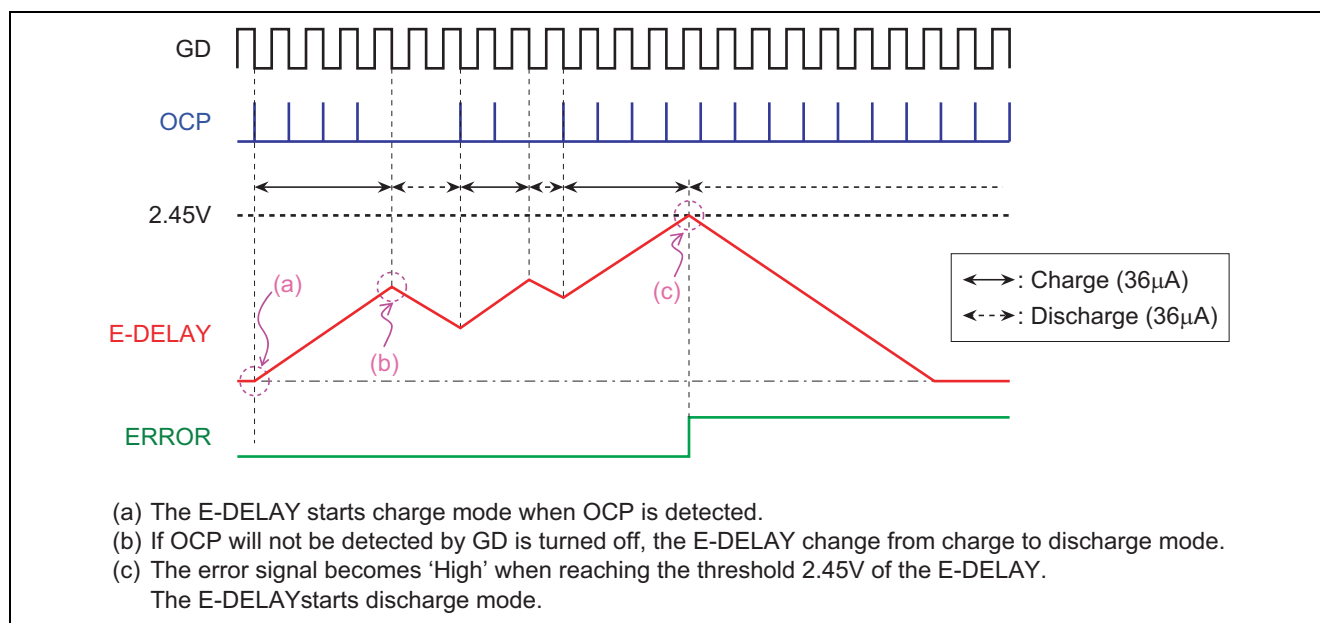 GD
OCP
2.45V
(a)
(c)
: Charge (36μA)
: Discharge (36μA)
E-DELAY
(b)
ERROR
(a) The E-DELAY starts charge mode when OCP is detected.
(b) If OCP will not be detected by GD is turned off, the E-DELAY change from charge to discharge mode.
(c) The error signal becomes ‘High’ when reaching the threshold 2.45V of the E-DELAY.
The E-DELAYstarts discharge mode.